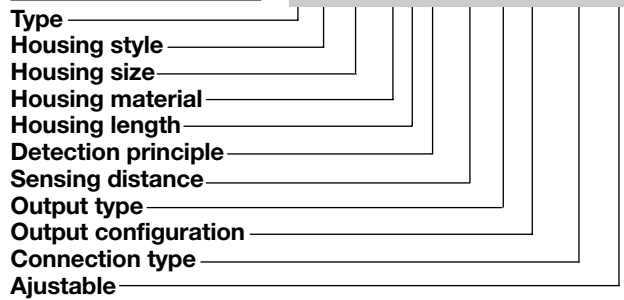 Type
Housing style
Housing size
Housing material
Housing length
Detection principle
Sensing distance
Output type
Output configuration
Connection type
Ajustable